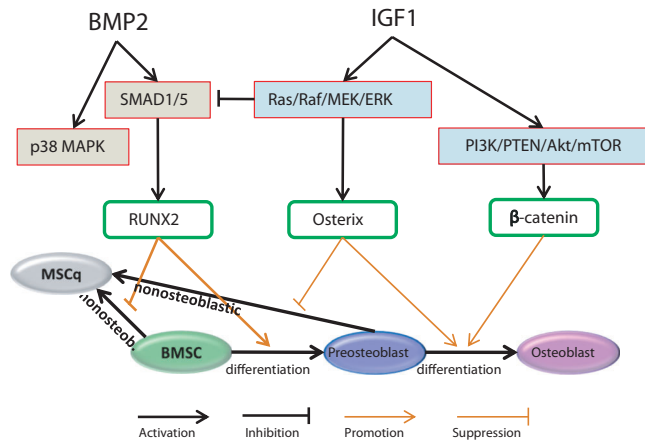 BMP2
IGF1
SMAD1/5
Ras/Raf/MEK/ERK
p38 MAPK
PI3K/PTEN/Akt/mTOR
RUNX2
Osterix
β-catenin
MSCq
nonosteoblastic
nonosteob.
BMSC
Preosteoblast
Osteoblast
differentiation
differentiation
Activation
Inhibition
Promotion
Suppression